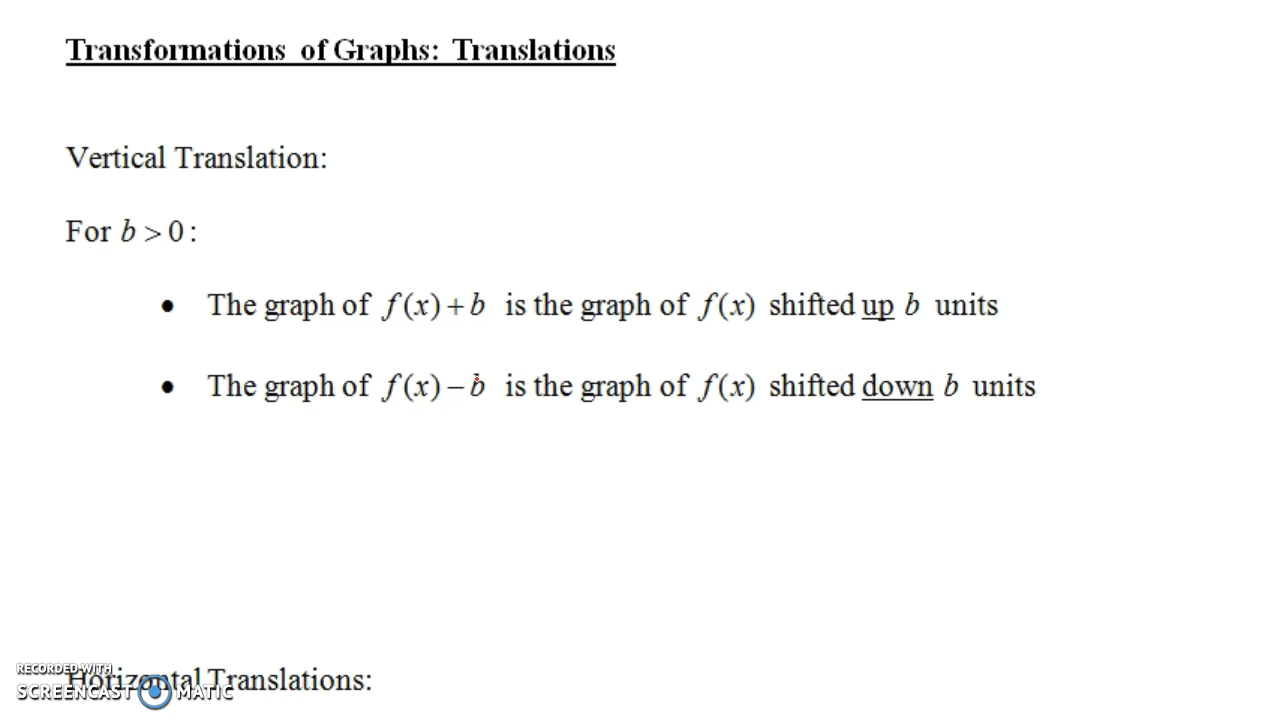 Transformations of Graphs: Translations
Vertical Translation:
For b > 0:
• The graph of f(x) + b is the graph of f(x) shifted up b units
• The graph of f(x) − b is the graph of f(x) shifted down b units
RECORDED WITH
Horizontal Translations:
SCREENCAST MATIC